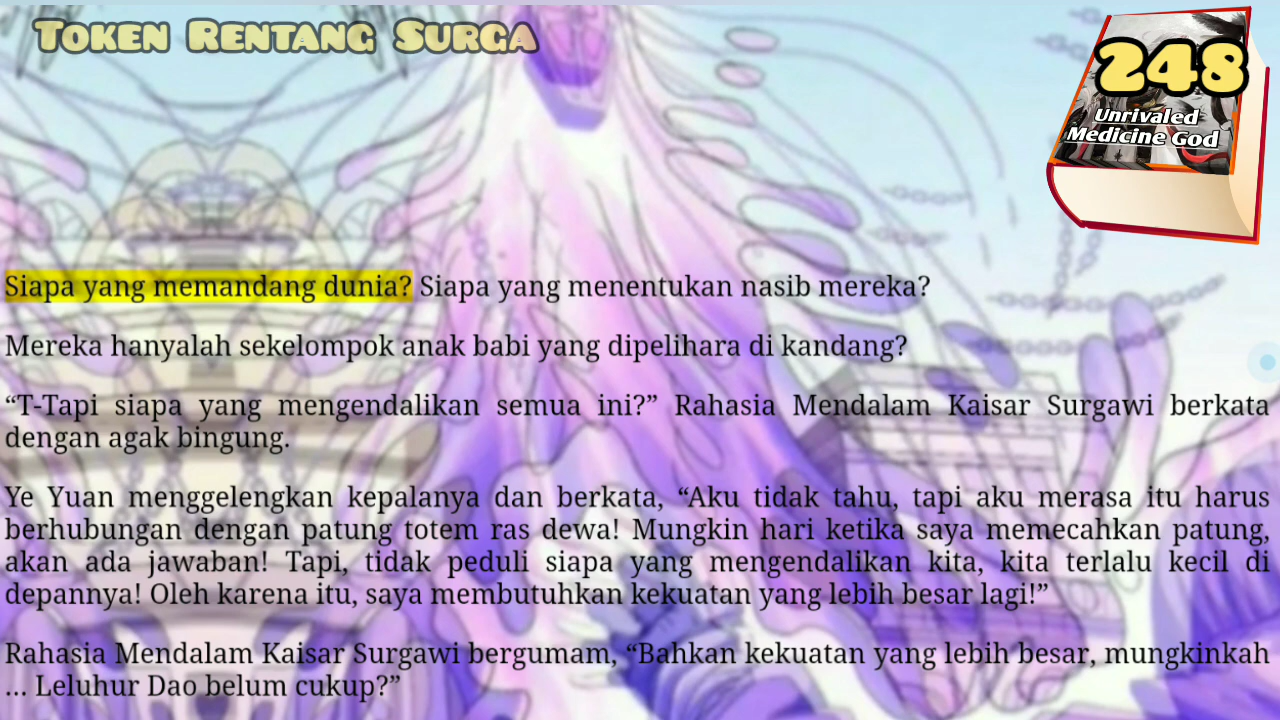 Token Rentang Surga
248
Unrivaled
Medicine God
Siapa yang memandang dunia? Siapa yang menentukan nasib mereka?
Mereka hanyalah sekelompok anak babi yang dipelihara di kandang?
“T-Tapi siapa yang mengendalikan semua ini?” Rahasia Mendalam Kaisar Surgawi berkata
dengan agak bingung.
Ye Yuan menggelengkan kepalanya dan berkata, “Aku tidak tahu, tapi aku merasa itu harus
berhubungan dengan patung totem ras dewa! Mungkin hari ketika saya memecahkan patung,
akan ada jawaban! Tapi, tidak peduli siapa yang mengendalikan kita, kita terlalu kecil di
depannya! Oleh karena itu, saya membutuhkan kekuatan yang lebih besar lagi!”
Rahasia Mendalam Kaisar Surgawi bergumam, “Bahkan kekuatan yang lebih besar, mungkinkah
… Leluhur Dao belum cukup?”